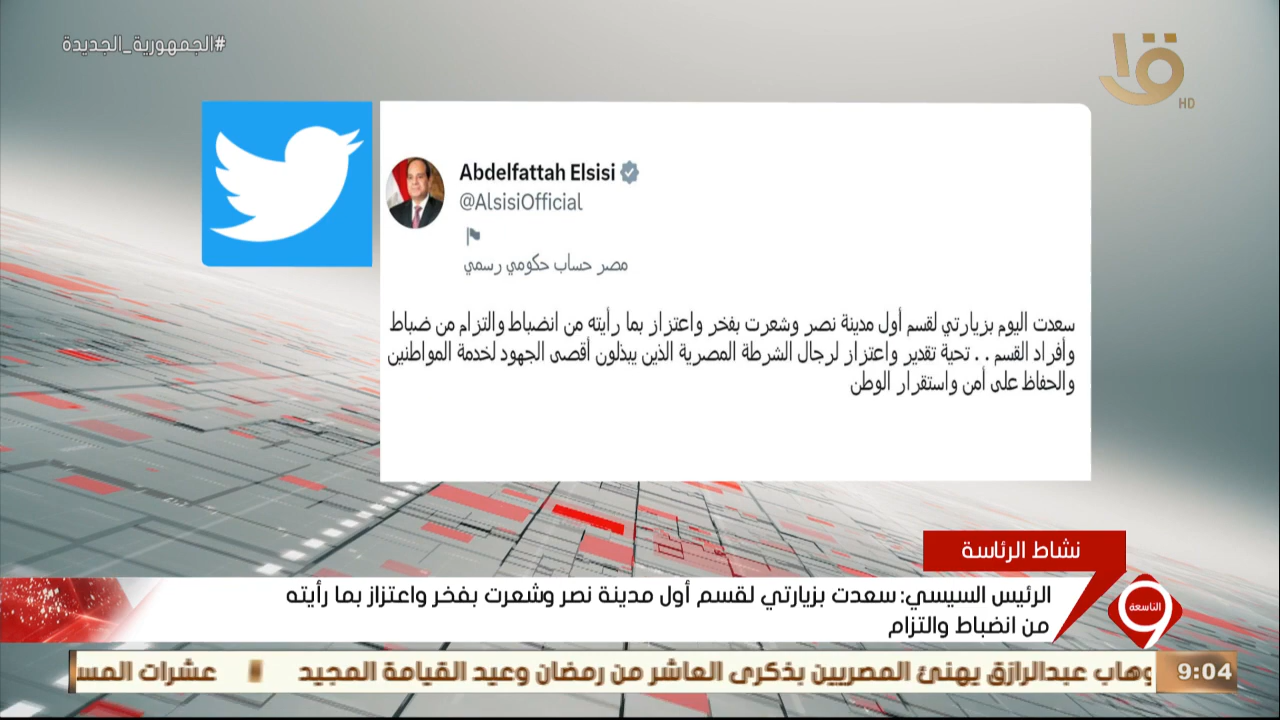 #الجمهورية_الجديدة
HD
Abdelfattah Elsisi
@AlsisiOfficial
مصر حساب حكومي رسمي
سعدت اليوم بزيارتي لقسم أول مدينة نصر وشعرت بفخر واعتزاز بما رأيته من انضباط والتزام من ضباط
وأفراد القسم . . تحية تقدير واعتزاز لرجال الشرطة المصرية الذين يبذلون أقصى الجهود لخدمة المواطنين
والحفاظ على أمن واستقرار الوطن
نشاط الرئاسة
الرئيس السيسي: سعدت بزيارتي لقسم أول مدينة نصر وشعرت بفخر واعتزاز بما رأيته
من انضباط والتزام
التاسعة
9
9:04
عبدالرازق يهنئ المصريين بذكرى العاشر من رمضان وعيد القيامة المجيد عشرات